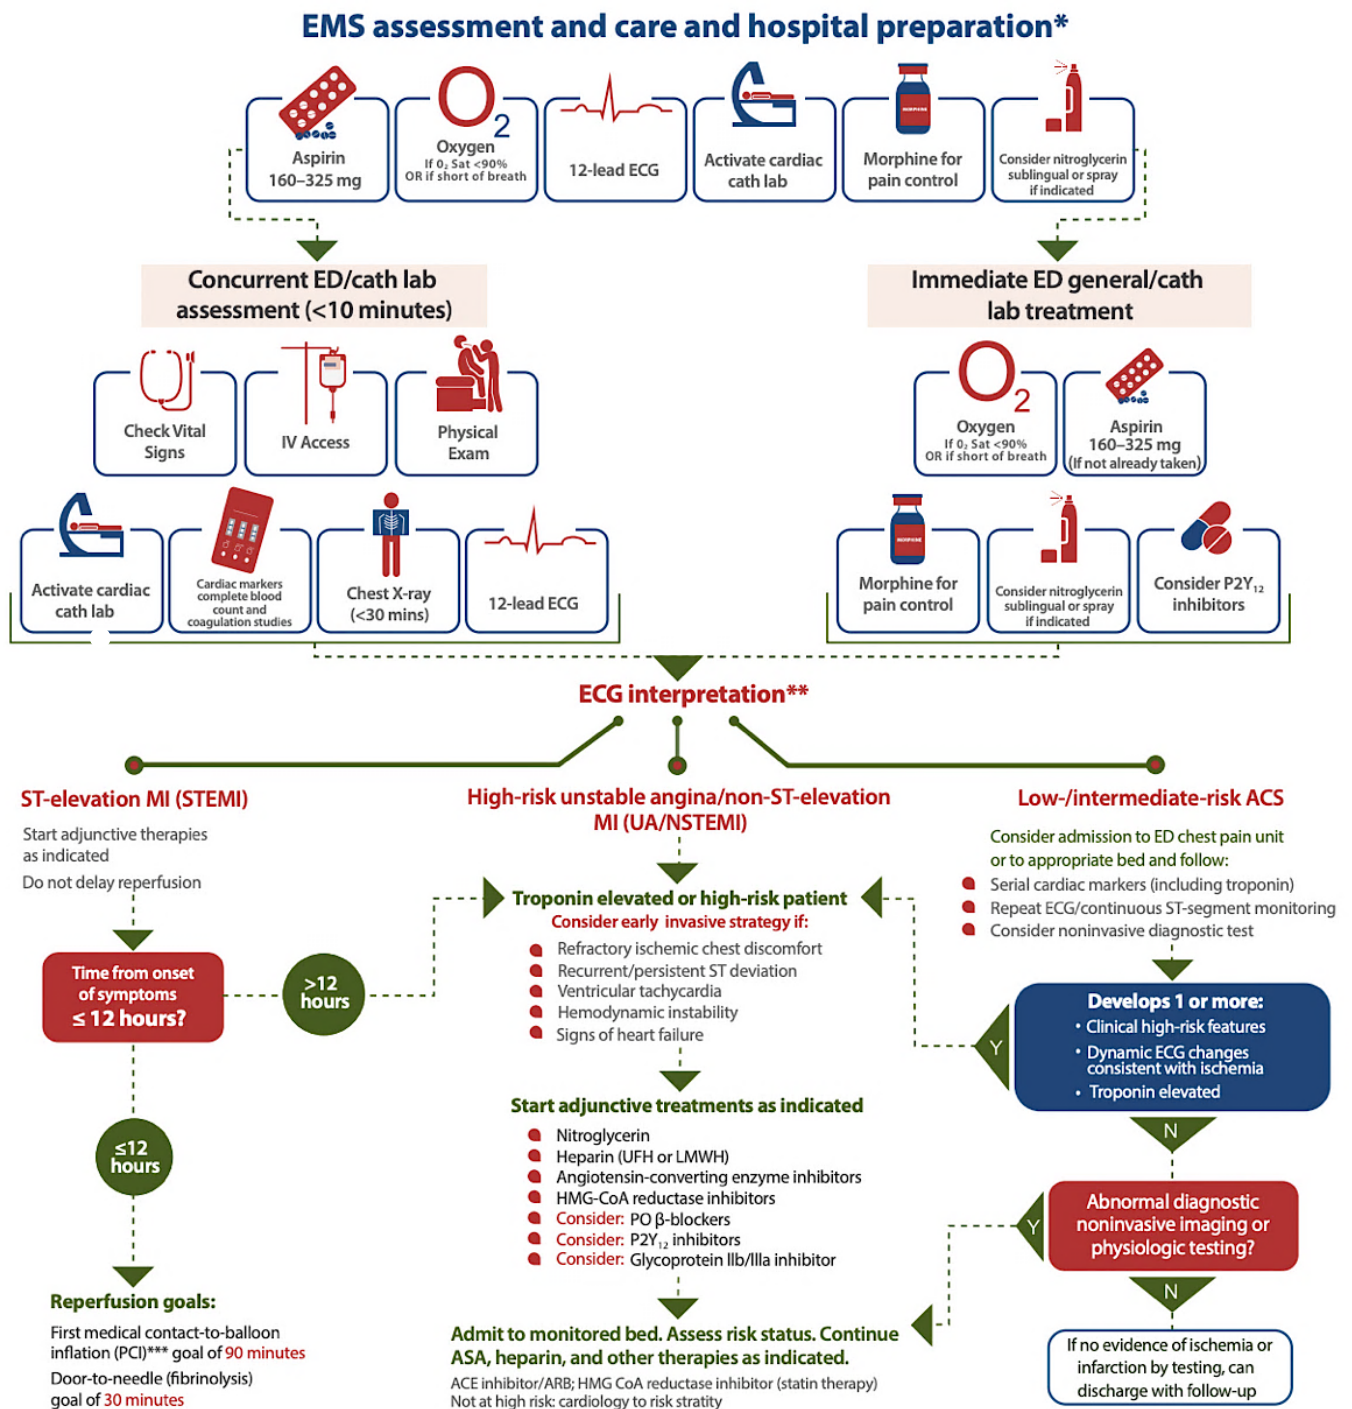 EMS assessment and care and hospital preparation*
Aspirin
160–325 mg
O2
Oxygen
If O₂ Sat <90%
OR if short of breath
12-lead ECG
Activate cardiac
cath lab
MORPHINE
Morphine for
pain control
Consider nitroglycerin
sublingual or spray
if indicated
Concurrent ED/cath lab
assessment (<10 minutes)
Check Vital
Signs
IV Access
Physical
Exam
Activate cardiac
cath lab
Cardiac markers
complete blood
count and
coagulation studies
Chest X-ray
(<30 mins)
12-lead ECG
Immediate ED general/cath
lab treatment
O2
Oxygen
If O₂ Sat <90%
OR if short of breath
Aspirin
160–325 mg
(If not already taken)
MORPHINE
Morphine for
pain control
Consider nitroglycerin
sublingual or spray
if indicated
Consider P2Y₁₂
inhibitors
ECG interpretation**
ST-elevation MI (STEMI)
Start adjunctive therapies
as indicated
Do not delay reperfusion
Time from onset
of symptoms
≤ 12 hours?
>12
hours
≤12
hours
Reperfusion goals:
First medical contact-to-balloon
inflation (PCI)*** goal of 90 minutes
Door-to-needle (fibrinolysis)
goal of 30 minutes
High-risk unstable angina/non-ST-elevation
MI (UA/NSTEMI)
Troponin elevated or high-risk patient
Consider early invasive strategy if:
Refractory ischemic chest discomfort
Recurrent/persistent ST deviation
Ventricular tachycardia
Hemodynamic instability
Signs of heart failure
Start adjunctive treatments as indicated
Nitroglycerin
Heparin (UFH or LMWH)
Angiotensin-converting enzyme inhibitors
HMG-CoA reductase inhibitors
Consider: PO β-blockers
Consider: P2Y₁₂ inhibitors
Consider: Glycoprotein IIb/IIIa inhibitor
Admit to monitored bed. Assess risk status. Continue
ASA, heparin, and other therapies as indicated.
ACE inhibitor/ARB; HMG CoA reductase inhibitor (statin therapy)
Not at high risk: cardiology to risk stratity
Low-/intermediate-risk ACS
Consider admission to ED chest pain unit
or to appropriate bed and follow:
Serial cardiac markers (including troponin)
Repeat ECG/continuous ST-segment monitoring
Consider noninvasive diagnostic test
Develops 1 or more:
• Clinical high-risk features
• Dynamic ECG changes
consistent with ischemia
• Troponin elevated
Y
N
Abnormal diagnostic
noninvasive imaging or
physiologic testing?
Y
N
If no evidence of ischemia or
infarction by testing, can
discharge with follow-up